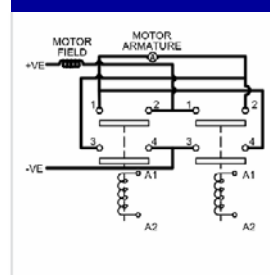 MOTOR
FIELD
MOTOR
ARMATURE
A
+VE
1 2 1 2
3 4 3 4
-VE
A1 A1
A2 A2